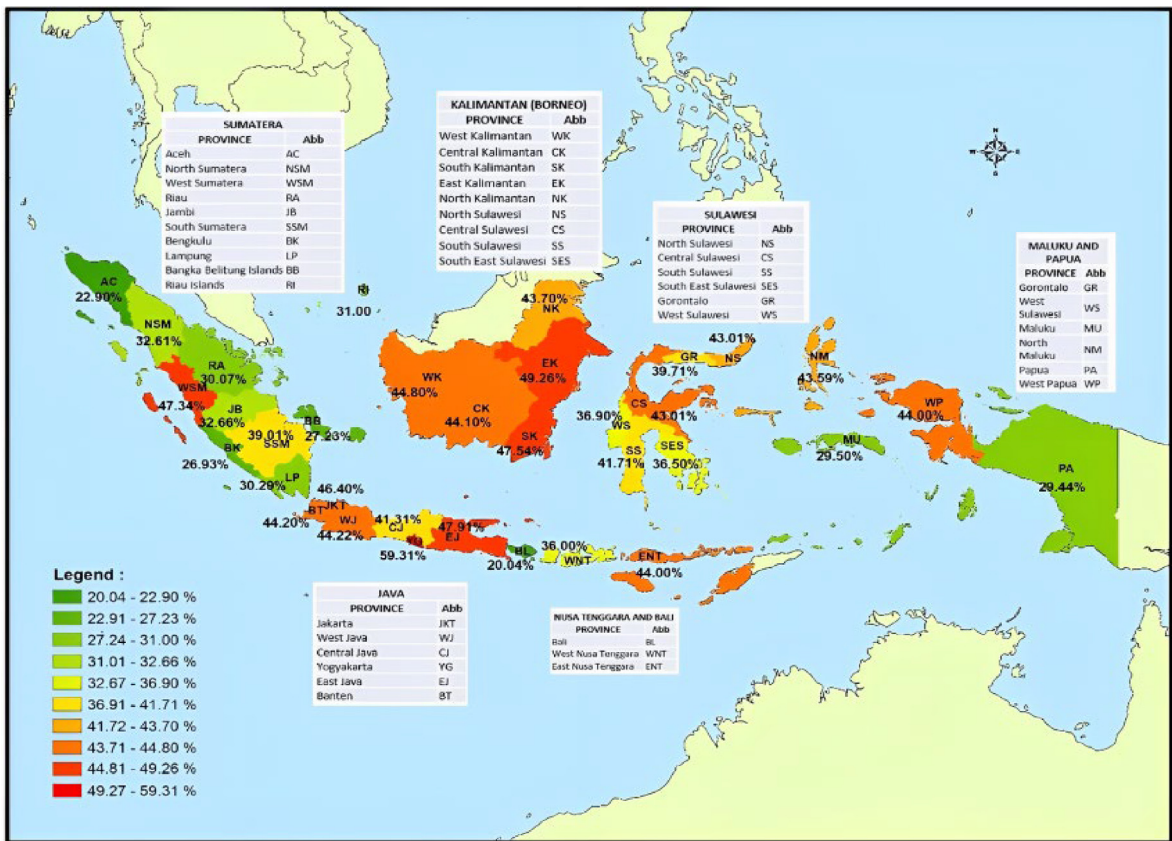 SUMATERA
PROVINCE Abb
Aceh AC
North Sumatera NSM
West Sumatera WSM
Riau RA
Jambi JB
South Sumatera SSM
Bengkulu BK
Lampung LP
Bangka Belitung Islands BB
Riau Islands RI
KALIMANTAN (BORNEO)
PROVINCE Abb
West Kalimantan WK
Central Kalimantan CK
South Kalimantan SK
East Kalimantan EK
North Kalimantan NK
North Sulawesi NS
Central Sulawesi CS
South Sulawesi SS
South East Sulawesi SES
SULAWESI
PROVINCE Abb
North Sulawesi NS
Central Sulawesi CS
South Sulawesi SS
South East Sulawesi SES
Gorontalo GR
West Sulawesi WS
MALUKU AND
PAPUA
PROVINCE Abb
Gorontalo GR
West
Sulawesi WS
Maluku MU
North
Maluku NM
Papua PA
West Papua WP
N
W E
S
AC
22.90%
NSM
32.61%
RI
31.00
RA
30.07%
WSM
47.34%
JB
32.66%
39.01%
SSM
BB
27.23%
BK
26.93%
LP
30.29%
43.70%
NK
WK
44.80%
EK
49.26%
CK
44.10%
SK
47.54%
43.01%
GR
NS
39.71%
CS
43.01%
36.90%
WS
SS
41.71%
SES
36.50%
NM
43.59%
WP
44.00%
MU
29.50%
PA
29.44%
46.40%
JKT
BT
44.20%
WJ
44.22%
41.31%
CJ
YG
59.31%
47.91%
EJ
BL
20.04%
36.00%
WNT
ENT
44.00%
Legend :
20.04 - 22.90 %
22.91 - 27.23 %
27.24 - 31.00 %
31.01 - 32.66 %
32.67 - 36.90 %
36.91 - 41.71 %
41.72 - 43.70 %
43.71 - 44.80 %
44.81 - 49.26 %
49.27 - 59.31 %
JAVA
PROVINCE Abb
Jakarta JKT
West Java WJ
Central Java CJ
Yogyakarta YG
East Java EJ
Banten BT
NUSA TENGGARA AND BALI
PROVINCE Abb
Bali BL
West Nusa Tenggara WNT
East Nusa Tenggara ENT